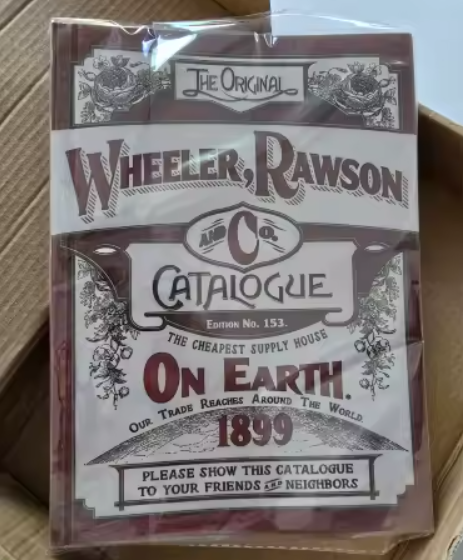 THE ORIGINAL
WHEELER, RAWSON
AND CO.
CATALOGUE
EDITION NO. 153.
THE CHEAPEST SUPPLY HOUSE
ON EARTH.
OUR TRADE REACHES AROUND THE WORLD.
1899
PLEASE SHOW THIS CATALOGUE
TO YOUR FRIENDS AND NEIGHBORS